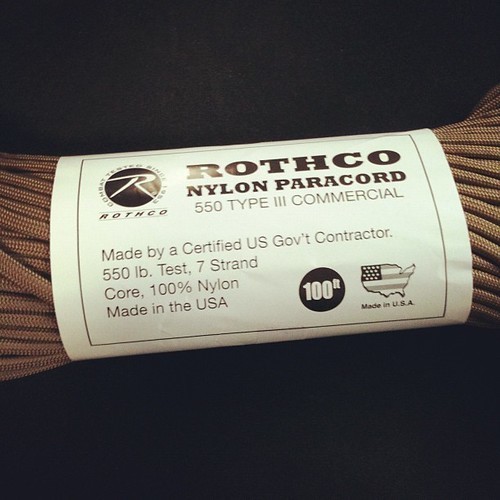 ROTHCO
NYLON PARACORD
550 TYPE III COMMERCIAL
R
ROTHCO
Made by a Certified US Gov't Contractor.
550 lb. Test, 7 Strand
Core, 100% Nylon
Made in the USA
100ft
Made in U.S.A.